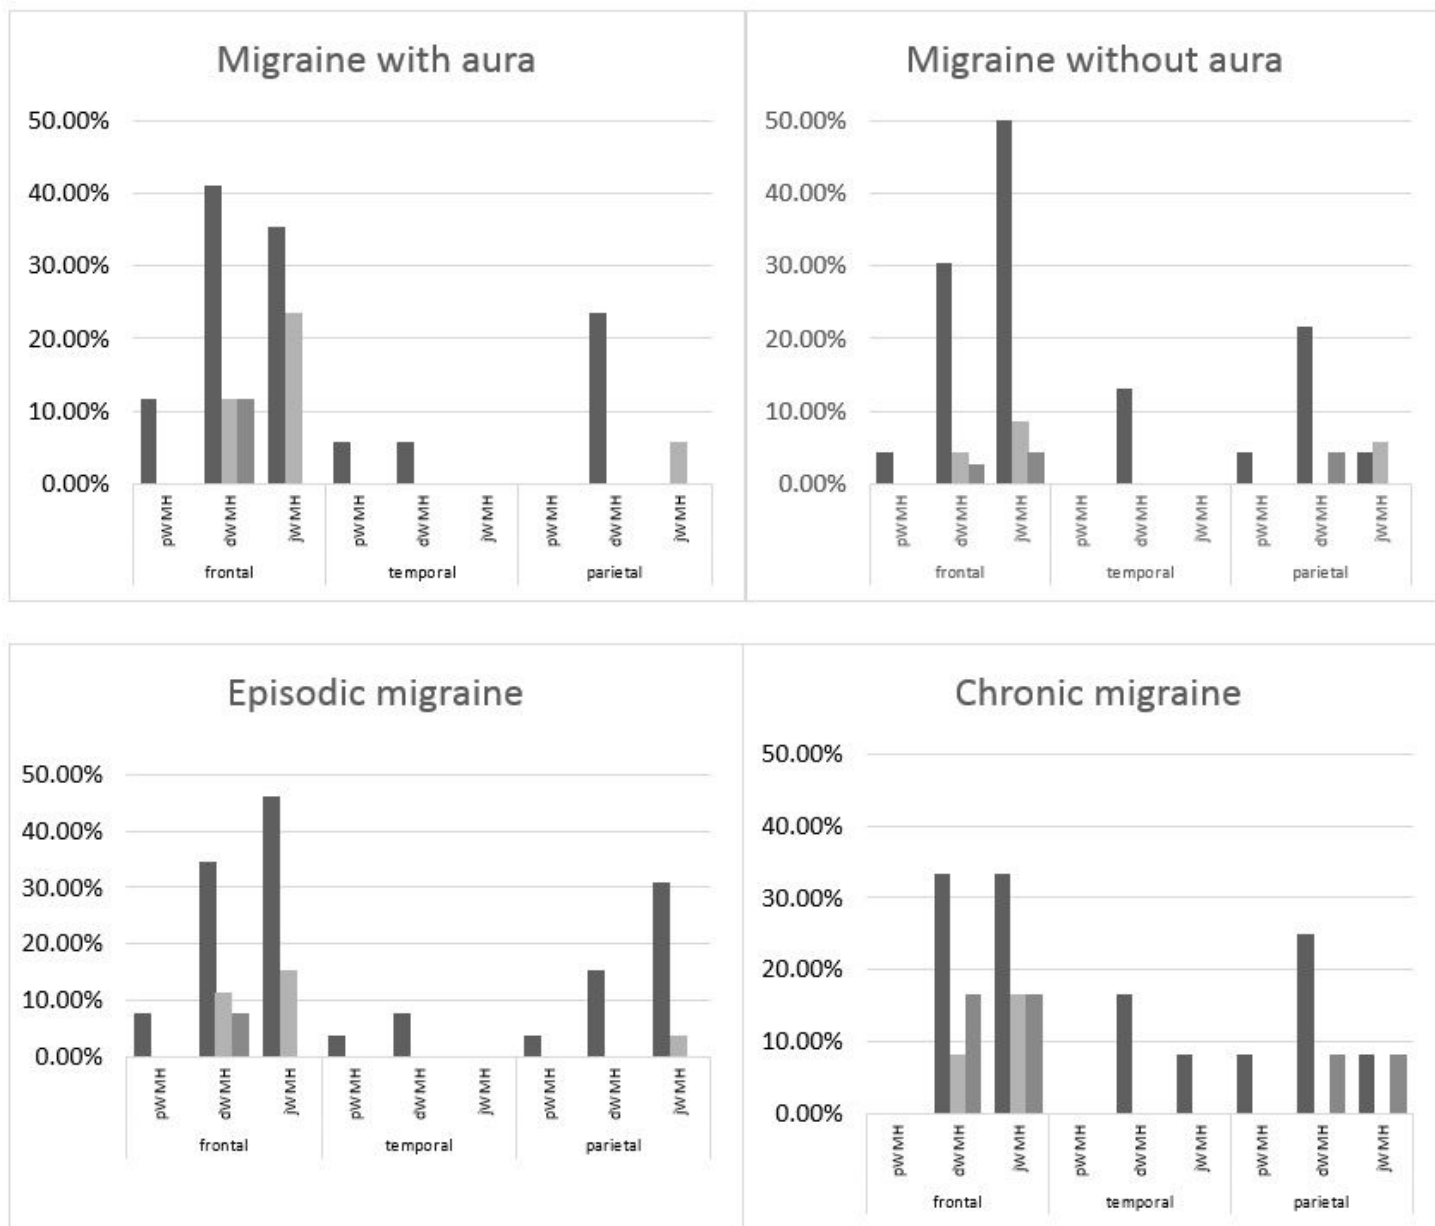 Migraine with aura
50.00%
40.00%
30.00%
20.00%
10.00%
0.00%
pWMH
dWMH
jWMH
pWMH
dWMH
jWMH
pWMH
dWMH
jWMH
frontal temporal parietal
Migraine without aura
50.00%
40.00%
30.00%
20.00%
10.00%
0.00%
pWMH
dWMH
jWMH
pWMH
dWMH
jWMH
pWMH
dWMH
jWMH
frontal temporal parietal
Episodic migraine
50.00%
40.00%
30.00%
20.00%
10.00%
0.00%
pWMH
dWMH
jWMH
pWMH
dWMH
jWMH
pWMH
dWMH
jWMH
frontal temporal parietal
Chronic migraine
50.00%
40.00%
30.00%
20.00%
10.00%
0.00%
pWMH
dWMH
jWMH
pWMH
dWMH
jWMH
pWMH
dWMH
jWMH
frontal temporal parietal